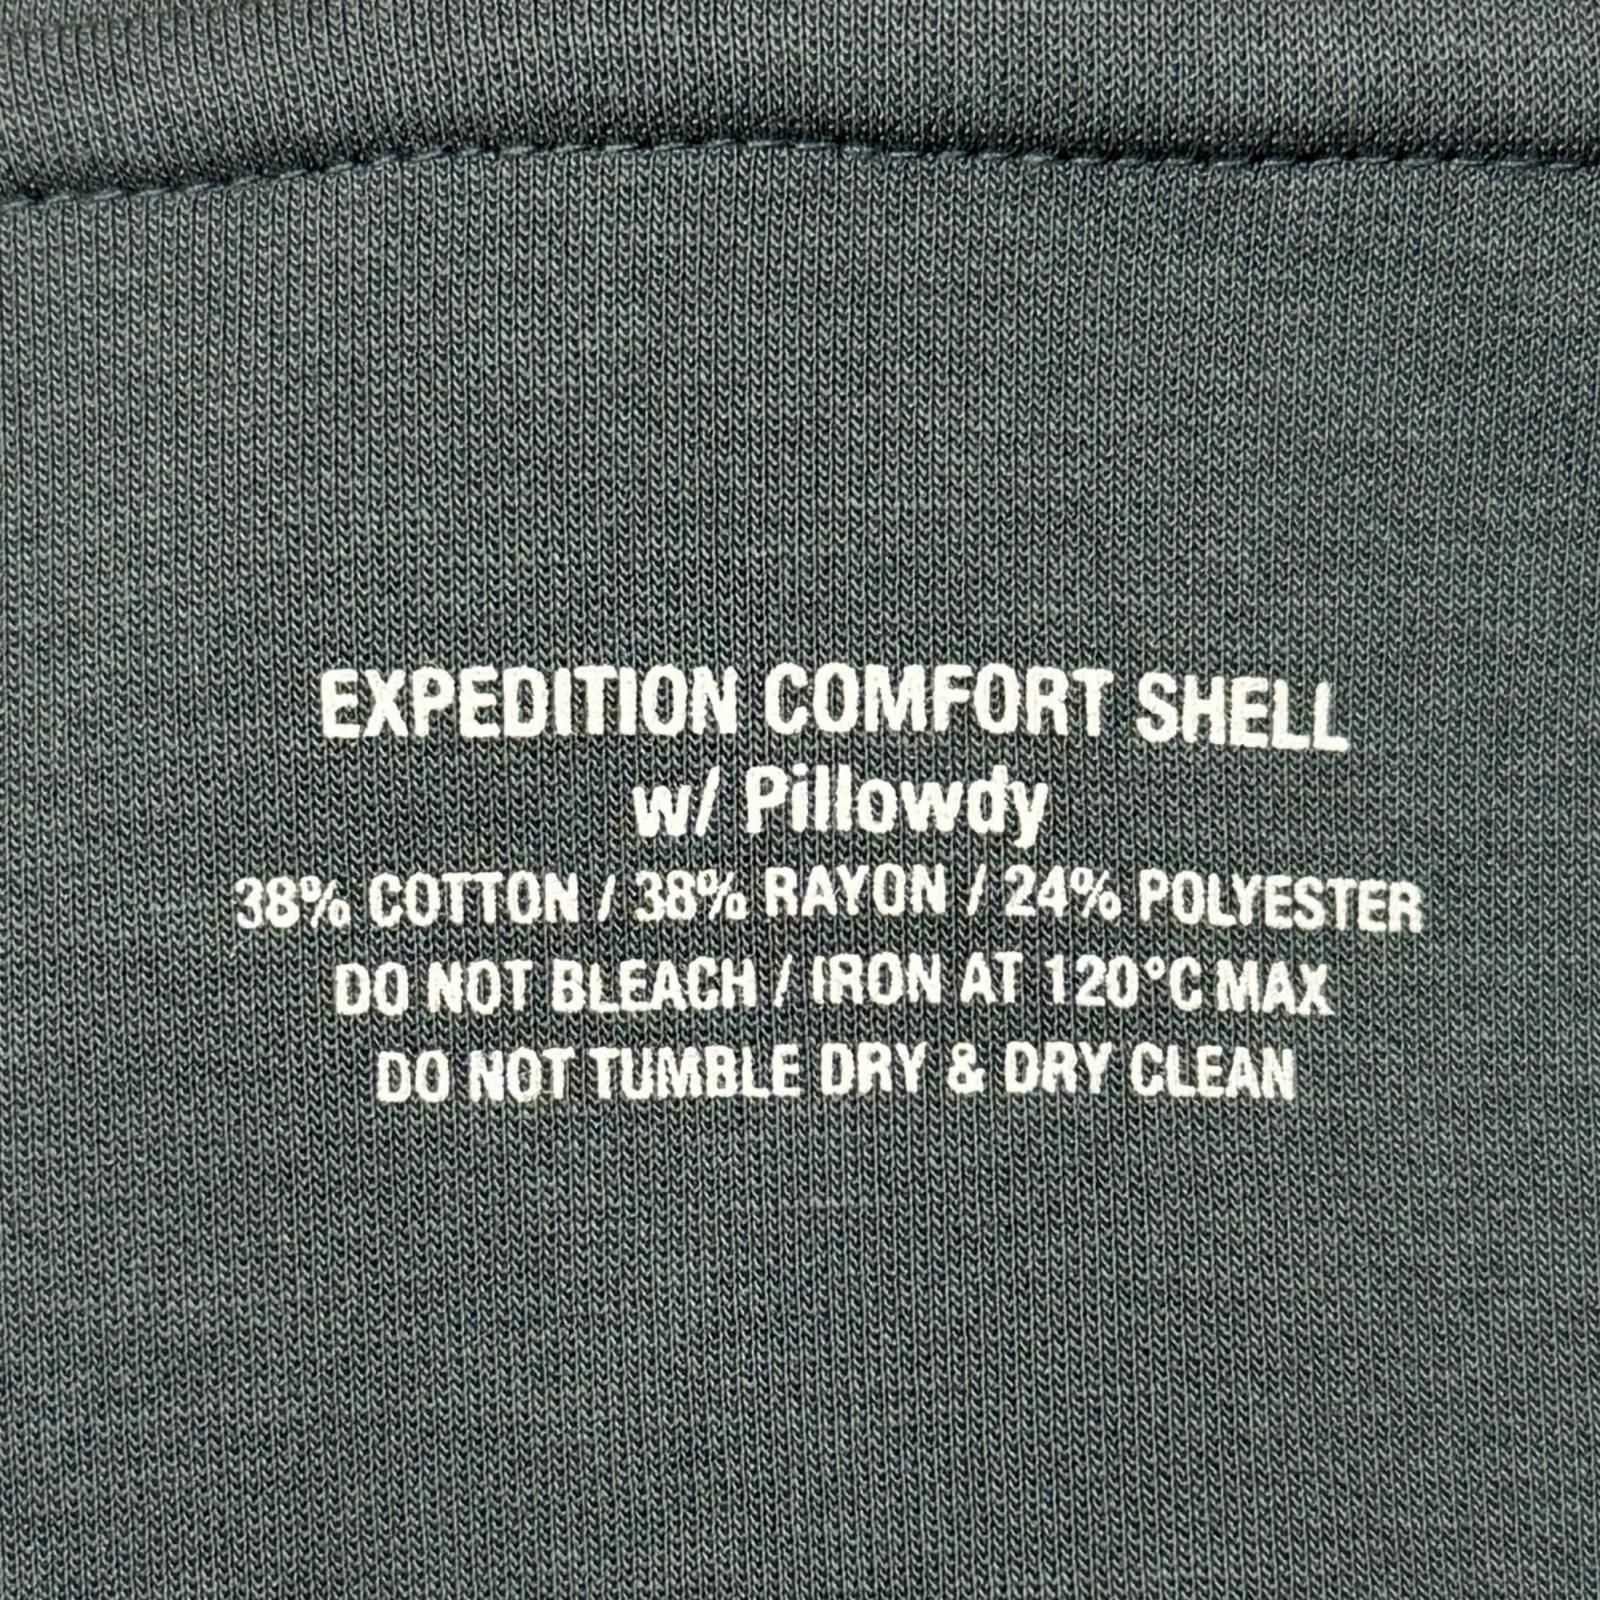 EXPEDITION COMFORT SHELL
w/ Pillowdy
38% COTTON / 38% RAYON / 24% POLYESTER
DO NOT BLEACH / IRON AT 120°C MAX
DO NOT TUMBLE DRY & DRY CLEAN